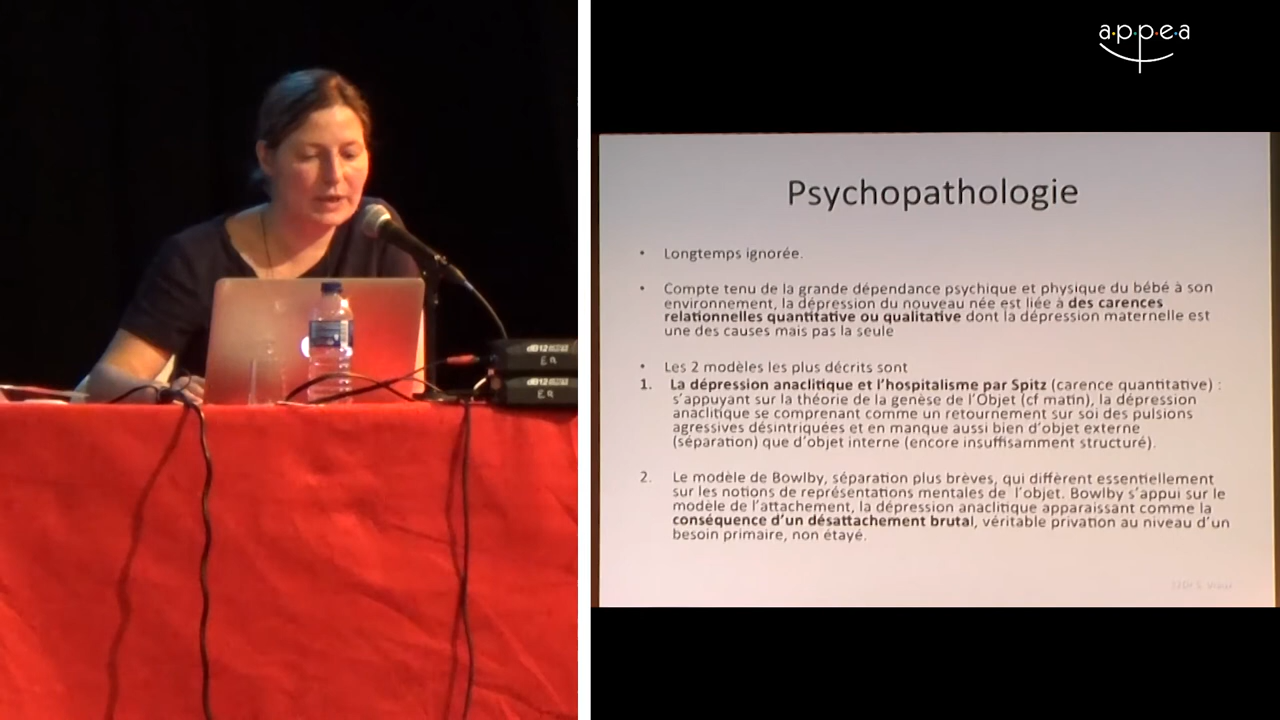 a·p·p·e·a
Psychopathologie
• Longtemps ignorée.
• Compte tenu de la grande dépendance psychique et physique du bébé à son
environnement, la dépression du nouveau née est liée à des carences
relationnelles quantitative ou qualitative dont la dépression maternelle est
une des causes mais pas la seule
• Les 2 modèles les plus décrits sont
1. La dépression anaclitique et l'hospitalisme par Spitz (carence quantitative) :
s'appuyant sur la théorie de la genèse de l'Objet (cf matin), la dépression
anaclitique se comprenant comme un retournement sur soi des pulsions
agressives désintriquées et en manque aussi bien d'objet externe
(séparation) que d'objet interne (encore insuffisamment structuré).
2. Le modèle de Bowlby, séparation plus brèves, qui diffèrent essentiellement
sur les notions de représentations mentales de l'objet. Bowlby s'appui sur le
modèle de l'attachement, la dépression anaclitique apparaissant comme la
conséquence d'un désattachement brutal, véritable privation au niveau d'un
besoin primaire, non étayé.
dB12
ER
dB12
ER